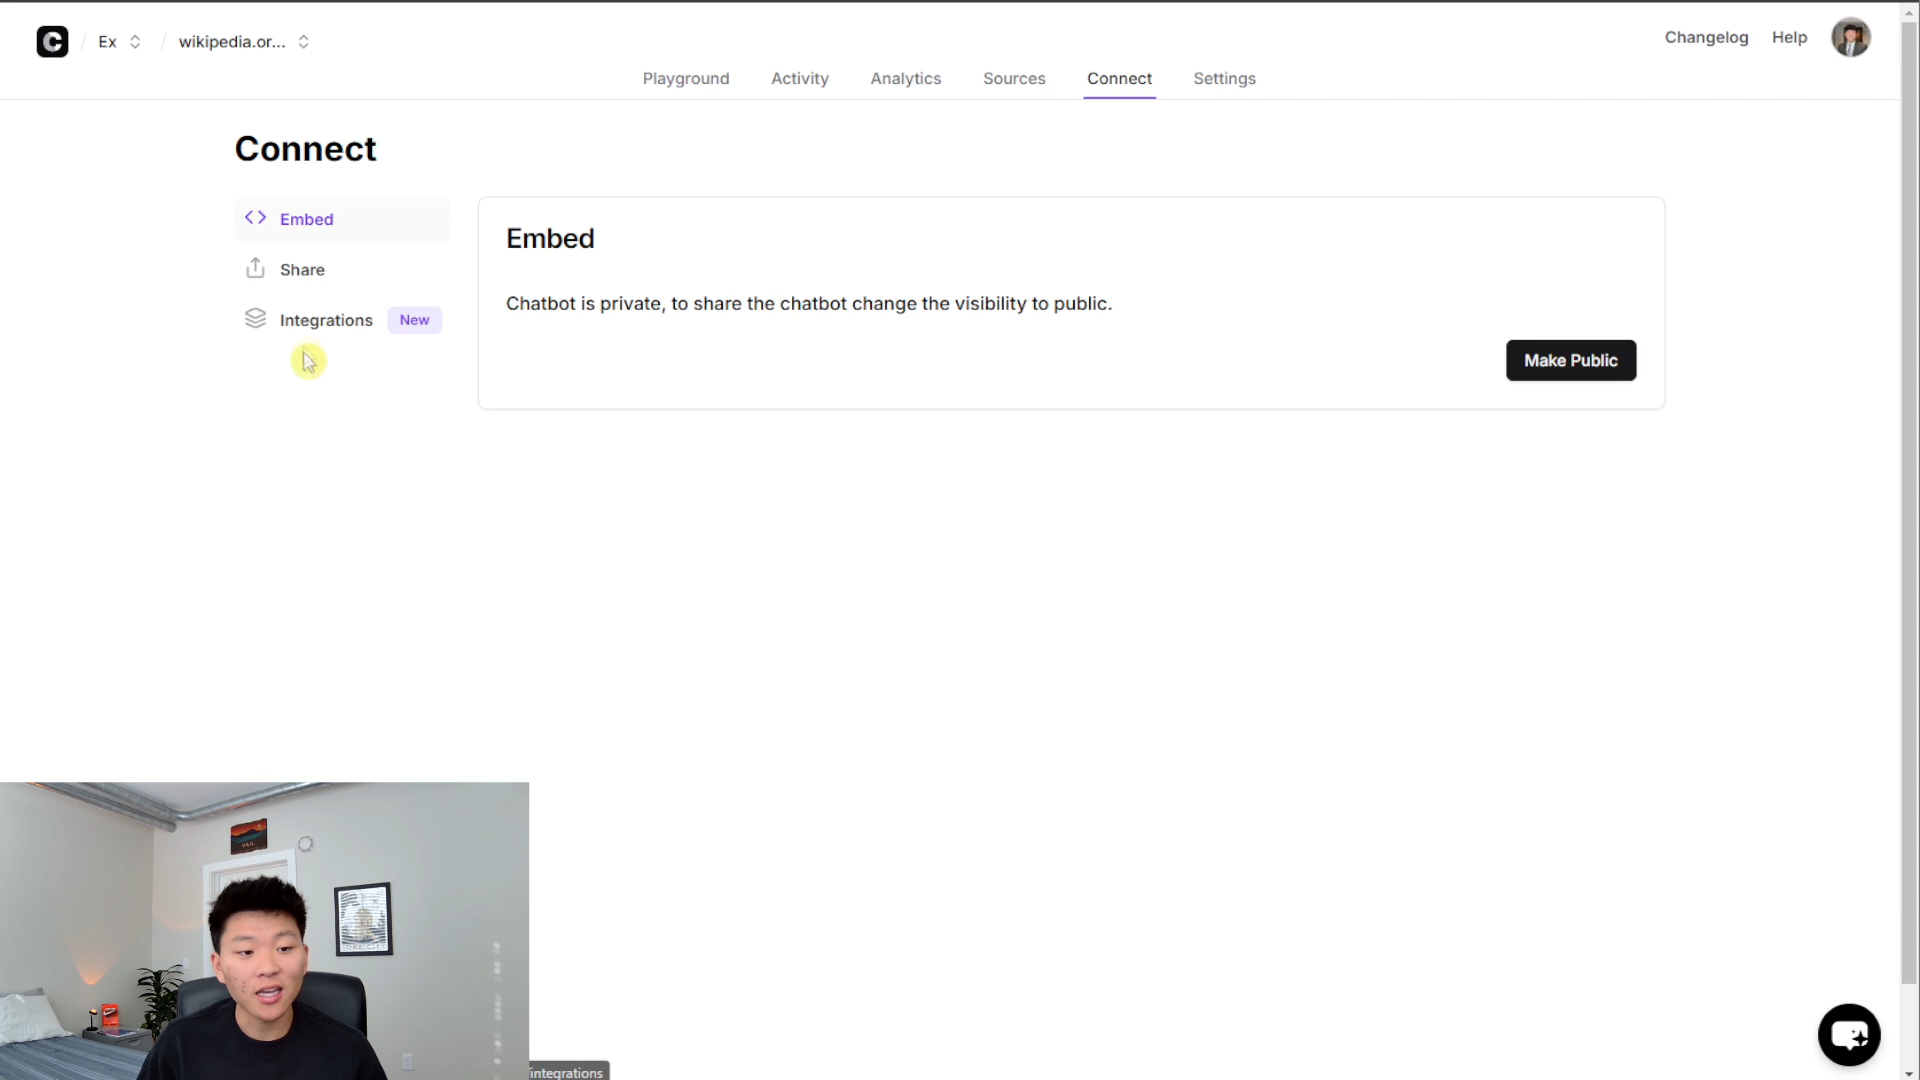 C / Ex / wikipedia.or...
Changelog Help
Playground Activity Analytics Sources Connect Settings
Connect
Embed
Share
Integrations New
Embed
Chatbot is private, to share the chatbot change the visibility to public.
Make Public
VAIL
integrations